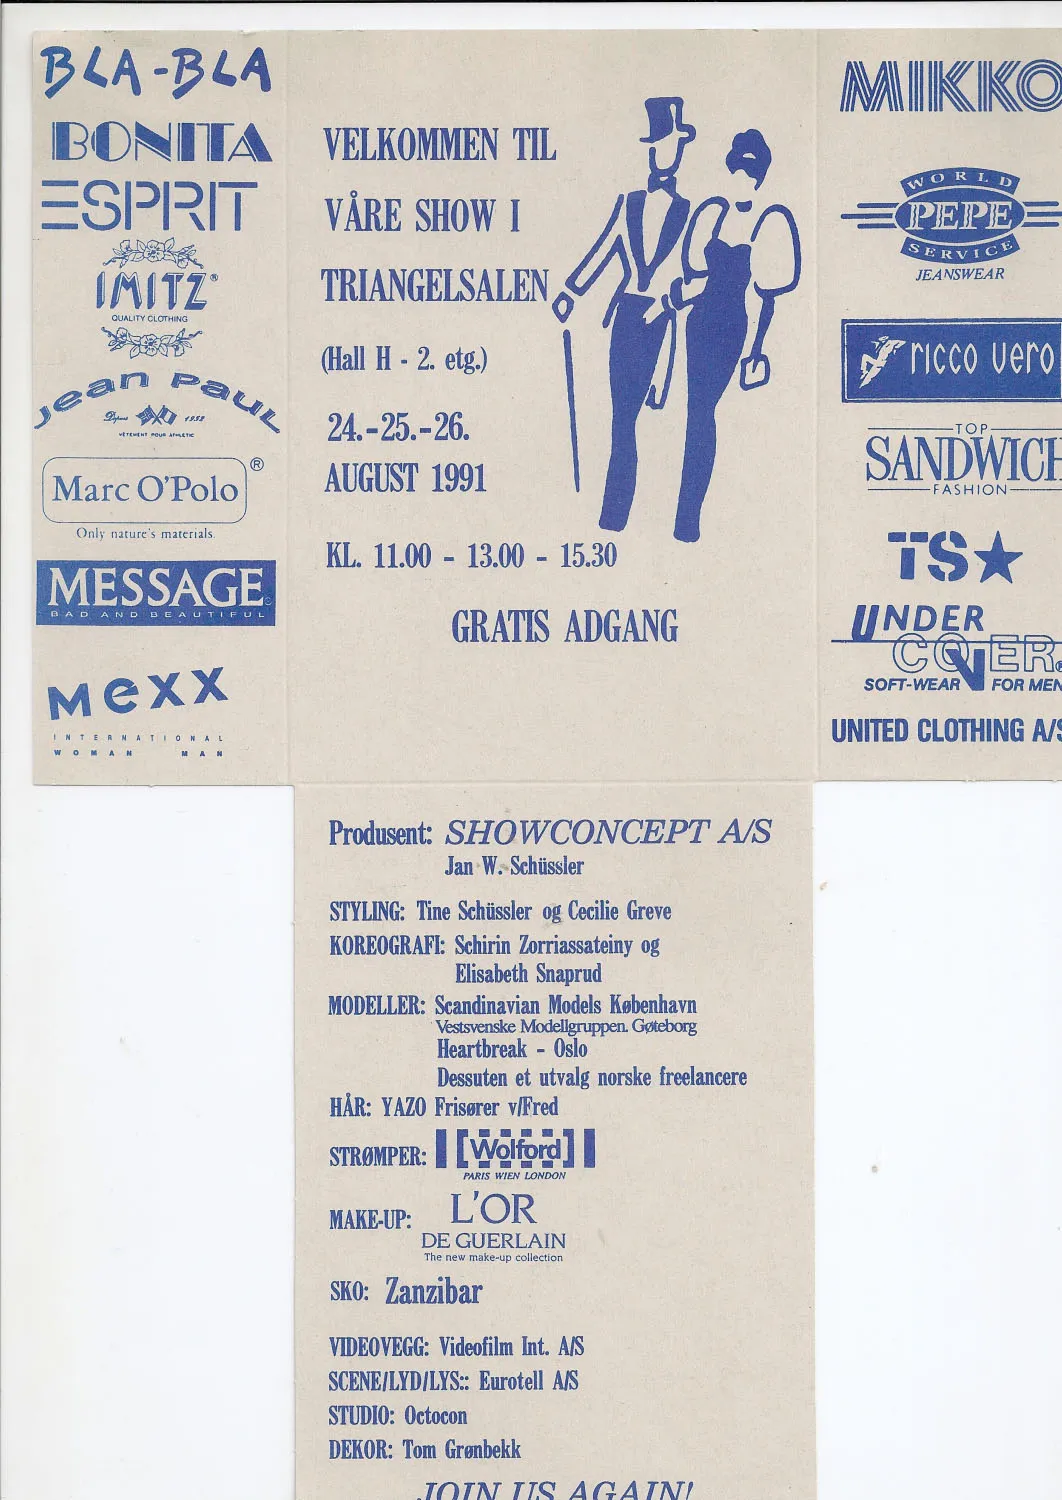 BLA-BLA
BONITA
ESPRIT
IMITZ®
QUALITY CLOTHING
Jean Paul
Depuis 1952
VÊTEMENT POUR ATHLETIC
Marc O'Polo®
Only nature's materials.
MESSAGE
BAD AND BEAUTIFUL
Mexx
INTERNATIONAL
WOMAN MAN
VELKOMMEN TIL
VÅRE SHOW I
TRIANGELSALEN
(Hall H - 2. etg.)
24.-25.-26.
AUGUST 1991
KL. 11.00 - 13.00 - 15.30
GRATIS ADGANG
MIKKO
WORLD
PEPE
SERVICE
JEANSWEAR
ricco vero
TOP
SANDWICH
FASHION
TS★
UNDER
COVER®
SOFT-WEAR FOR MEN
UNITED CLOTHING A/S
Produsent: SHOWCONCEPT A/S
Jan W. Schüssler
STYLING: Tine Schüssler og Cecilie Greve
KOREOGRAFI: Schirin Zorriassateiny og
Elisabeth Snaprud
MODELLER: Scandinavian Models København
Vestsvenske Modellgruppen. Gøteborg
Heartbreak - Oslo
Dessuten et utvalg norske freelancere
HÅR: YAZO Frisører v/Fred
STRØMPER: [Wolford]
PARIS WIEN LONDON
MAKE-UP: L'OR
DE GUERLAIN
The new make-up collection
SKO: Zanzibar
VIDEOVEGG: Videofilm Int. A/S
SCENE/LYD/LYS:: Eurotell A/S
STUDIO: Octocon
DEKOR: Tom Grønbekk
JOIN US AGAIN!